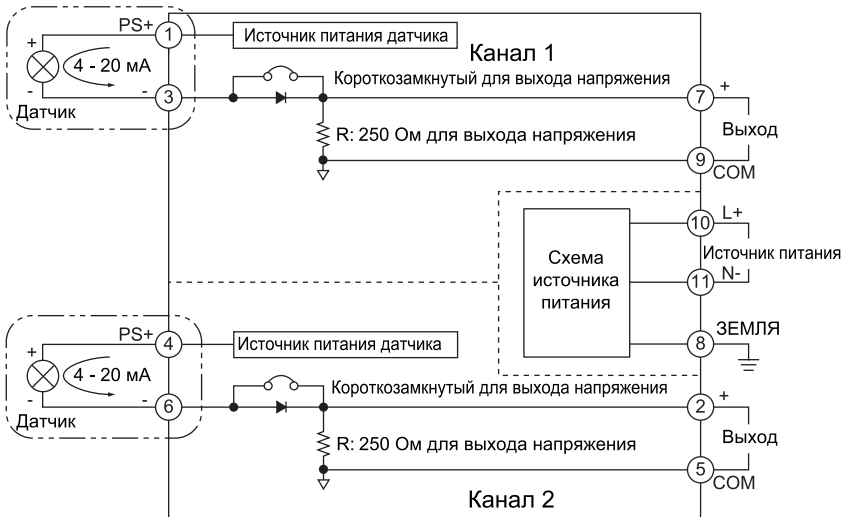 PS+
1
Источник питания датчика
Канал 1
+
4 - 20 мА
Короткозамкнутый для выхода напряжения
-
-
3
7
+
Датчик
R: 250 Ом для выхода напряжения
Выход
9
COM
10
L+
Схема
источника
питания
Источник питания
11
N-
PS+
4
Источник питания датчика
8
ЗЕМЛЯ
+
4 - 20 мА
Короткозамкнутый для выхода напряжения
-
-
6
2
+
Датчик
R: 250 Ом для выхода напряжения
Выход
5
COM
Канал 2